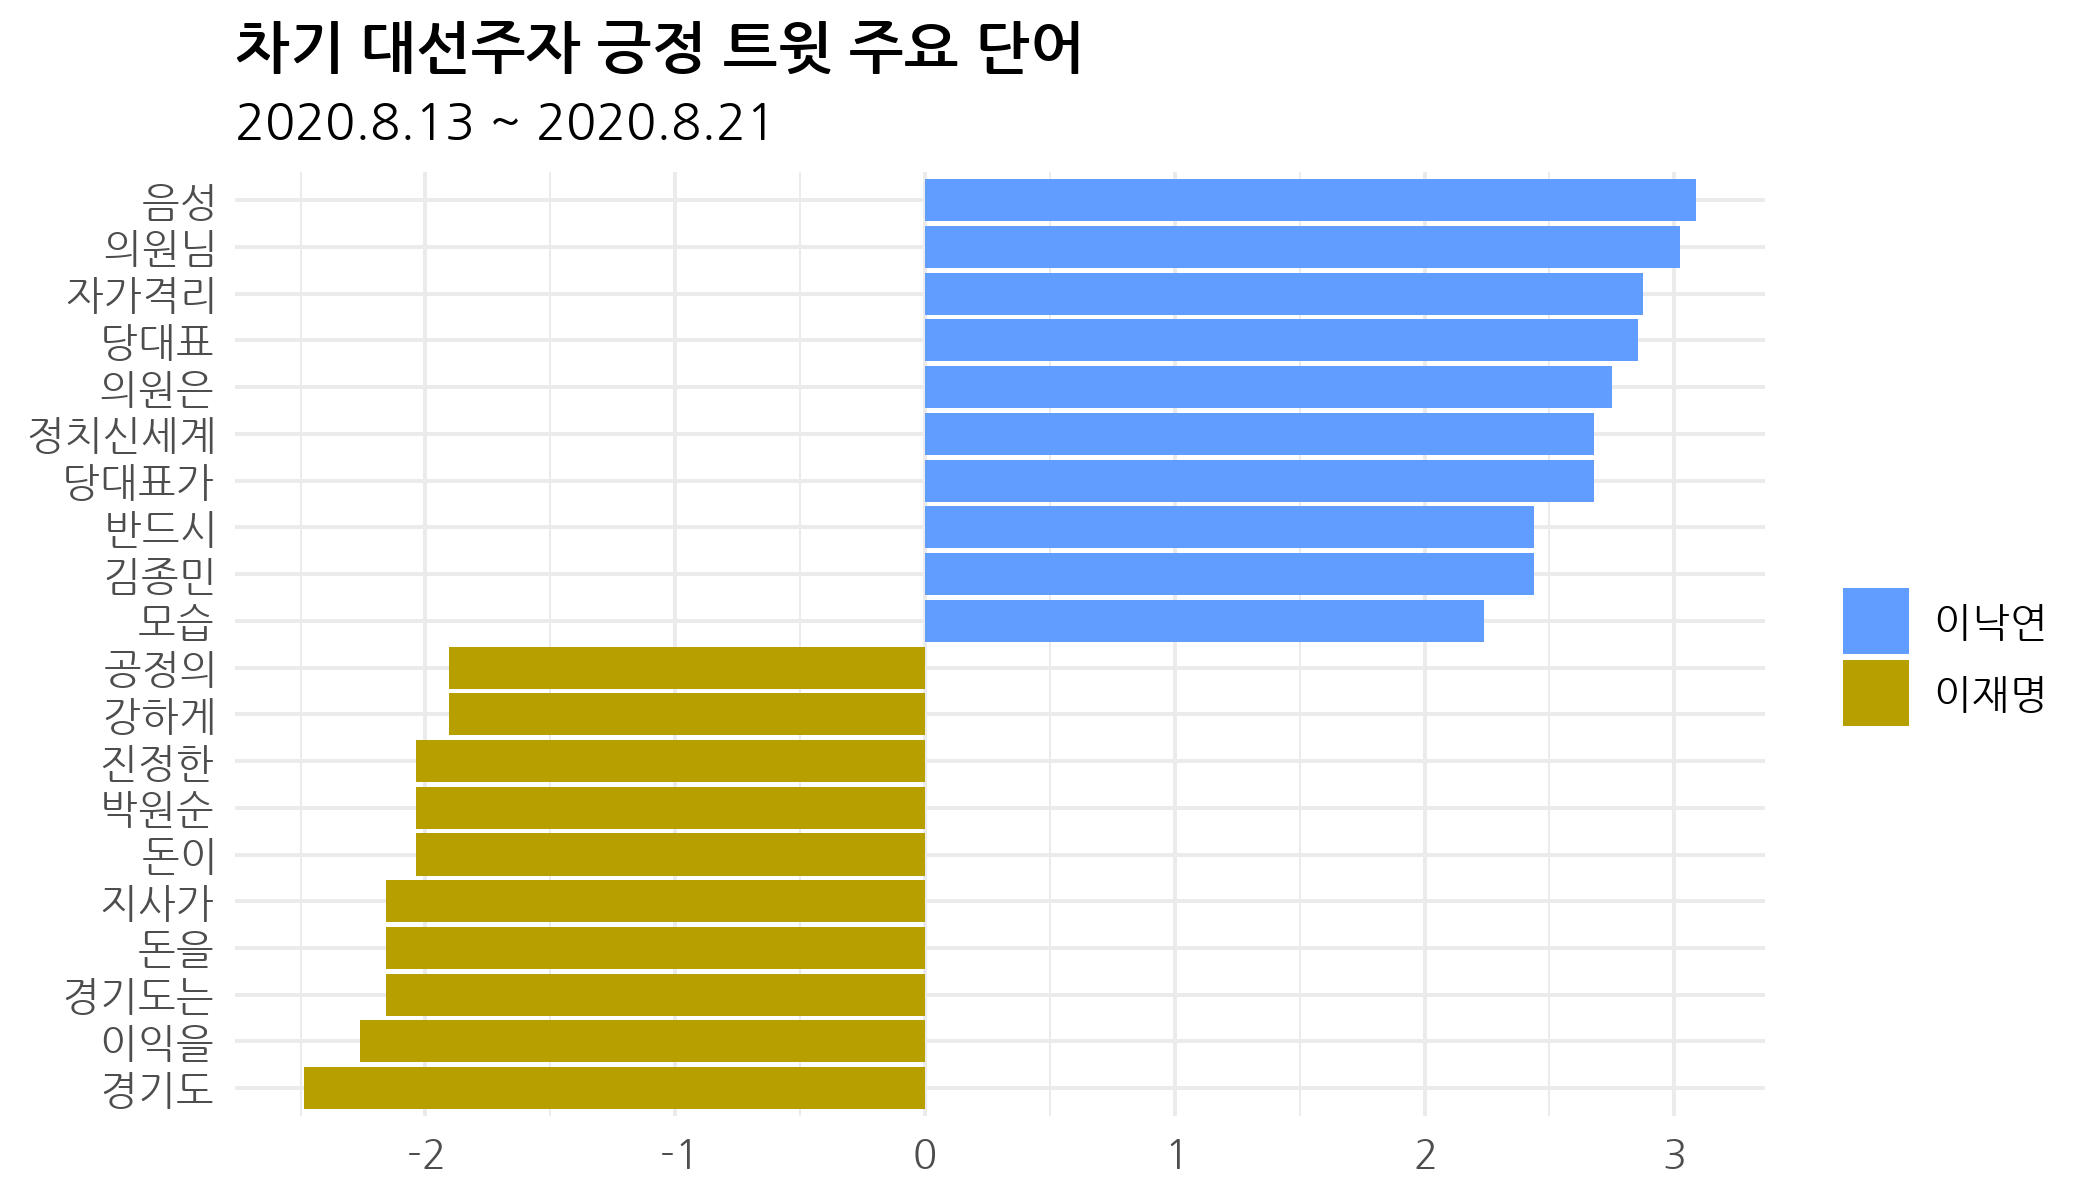 차기 대선주자 긍정 트윗 주요 단어
2020.8.13 ~ 2020.8.21
음성
의원님
자가격리
당대표
의원은
정치신세계
당대표가
반드시
김종민
모습
공정의
강하게
진정한
박원순
돈이
지사가
돈을
경기도는
이익을
경기도
-2 -1 0 1 2 3
이낙연
이재명